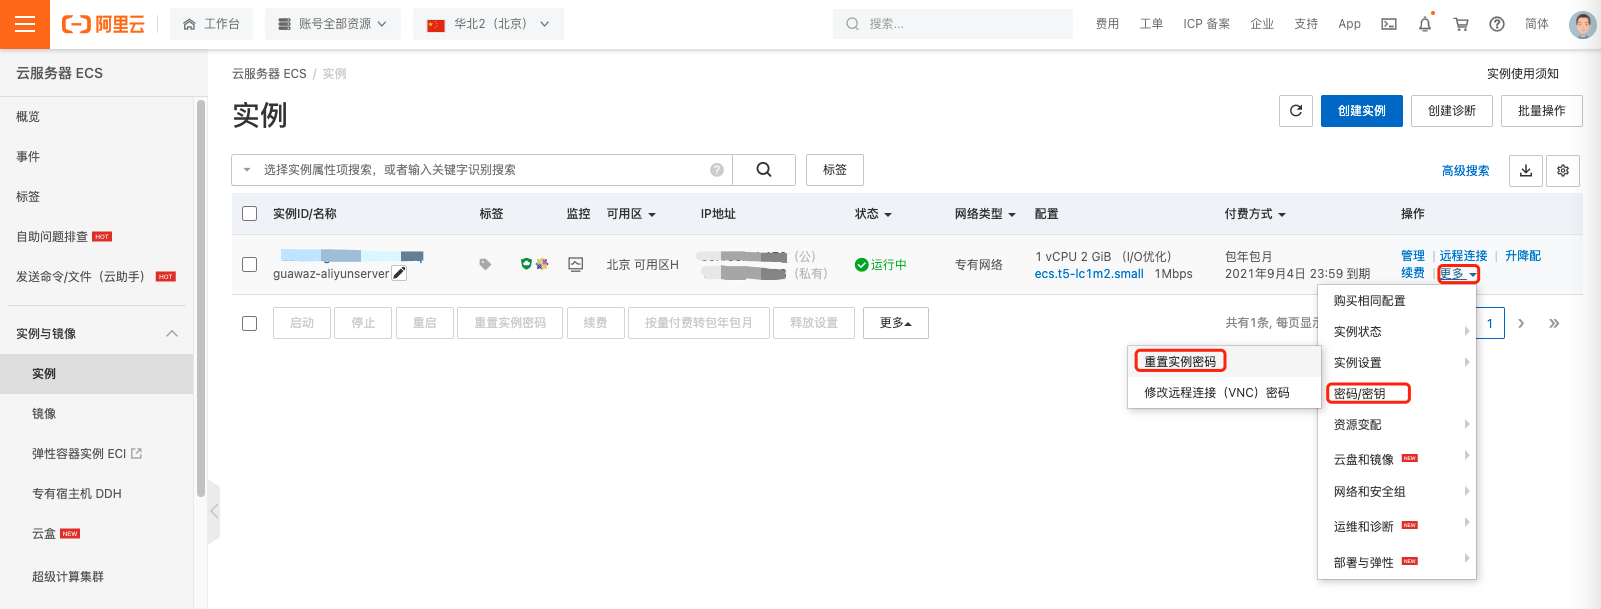 阿里云
工作台
账号全部资源
华北2（北京）
搜索...
费用
工单
ICP 备案
企业
支持
App
简体
云服务器 ECS
概览
事件
标签
自助问题排查 HOT
发送命令/文件（云助手） HOT
实例与镜像
实例
镜像
弹性容器实例 ECI
专有宿主机 DDH
云盒 NEW
超级计算集群
云服务器 ECS / 实例
实例使用须知
实例
创建实例
创建诊断
批量操作
选择实例属性项搜索，或者输入关键字识别搜索
标签
高级搜索
实例ID/名称 标签 监控 可用区 IP地址 状态 网络类型 配置 付费方式 操作
guawaz-aliyunserver
北京 可用区H
（公）
（私有）
运行中
专有网络
1 vCPU 2 GiB （I/O优化）
ecs.t5-lc1m2.small 1Mbps
包年包月
2021年9月4日 23:59 到期
管理 | 远程连接 | 升降配
续费 | 更多
启动
停止
重启
重置实例密码
续费
按量付费转包年包月
释放设置
更多
共有1条, 每页显示
1
购买相同配置
实例状态
实例设置
密码/密钥
资源变配
云盘和镜像 NEW
网络和安全组
运维和诊断 NEW
部署与弹性 NEW
重置实例密码
修改远程连接（VNC）密码